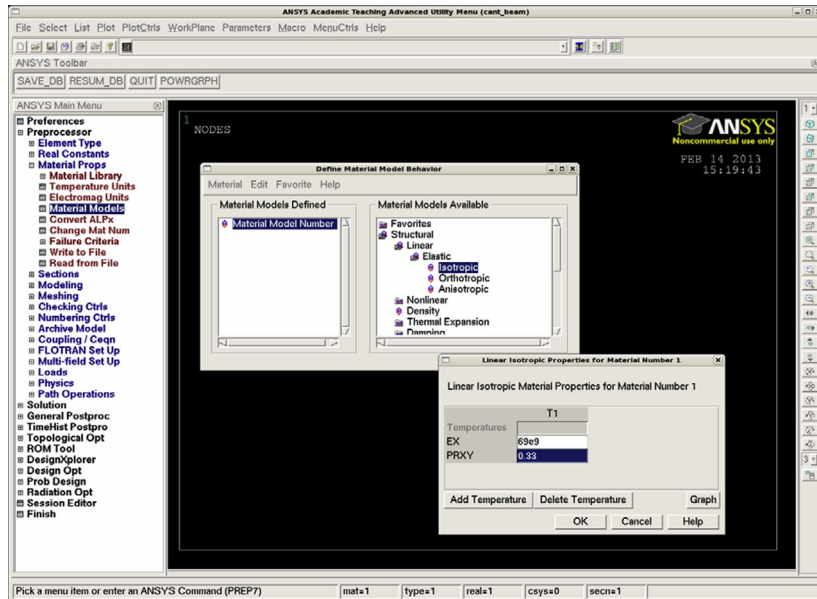 ANSYS Academic Teaching Advanced Utility Menu (cant_beam)
File Select List Plot PlotCtrls WorkPlane Parameters Macro MenuCtrls Help
ANSYS Toolbar
SAVE_DB RESUM_DB QUIT POWRGRPH
ANSYS Main Menu
Preferences
Preprocessor
Element Type
Real Constants
Material Props
Material Library
Temperature Units
Electromag Units
Material Models
Convert ALPx
Change Mat Num
Failure Criteria
Write to File
Read from File
Sections
Modeling
Meshing
Checking Ctrls
Numbering Ctrls
Archive Model
Coupling / Ceqn
FLOTRAN Set Up
Multi-field Set Up
Loads
Physics
Path Operations
Solution
General Postproc
TimeHist Postpro
Topological Opt
ROM Tool
DesignXplorer
Design Opt
Prob Design
Radiation Opt
Session Editor
Finish
1
NODES
ANSYS
Noncommercial use only
FEB 14 2013
15:19:43
Define Material Model Behavior
Material Edit Favorite Help
Material Models Defined
Material Model Number
Material Models Available
Favorites
Structural
Linear
Elastic
Isotropic
Orthotropic
Anisotropic
Nonlinear
Density
Thermal Expansion
Damping
Linear Isotropic Properties for Material Number 1
Linear Isotropic Material Properties for Material Number 1
T1
Temperatures
EX 69e9
PRXY 0.33
Add Temperature Delete Temperature Graph
OK Cancel Help
1
3
Pick a menu item or enter an ANSYS Command (PREP7) mat=1 type=1 real=1 csys=0 secn=1